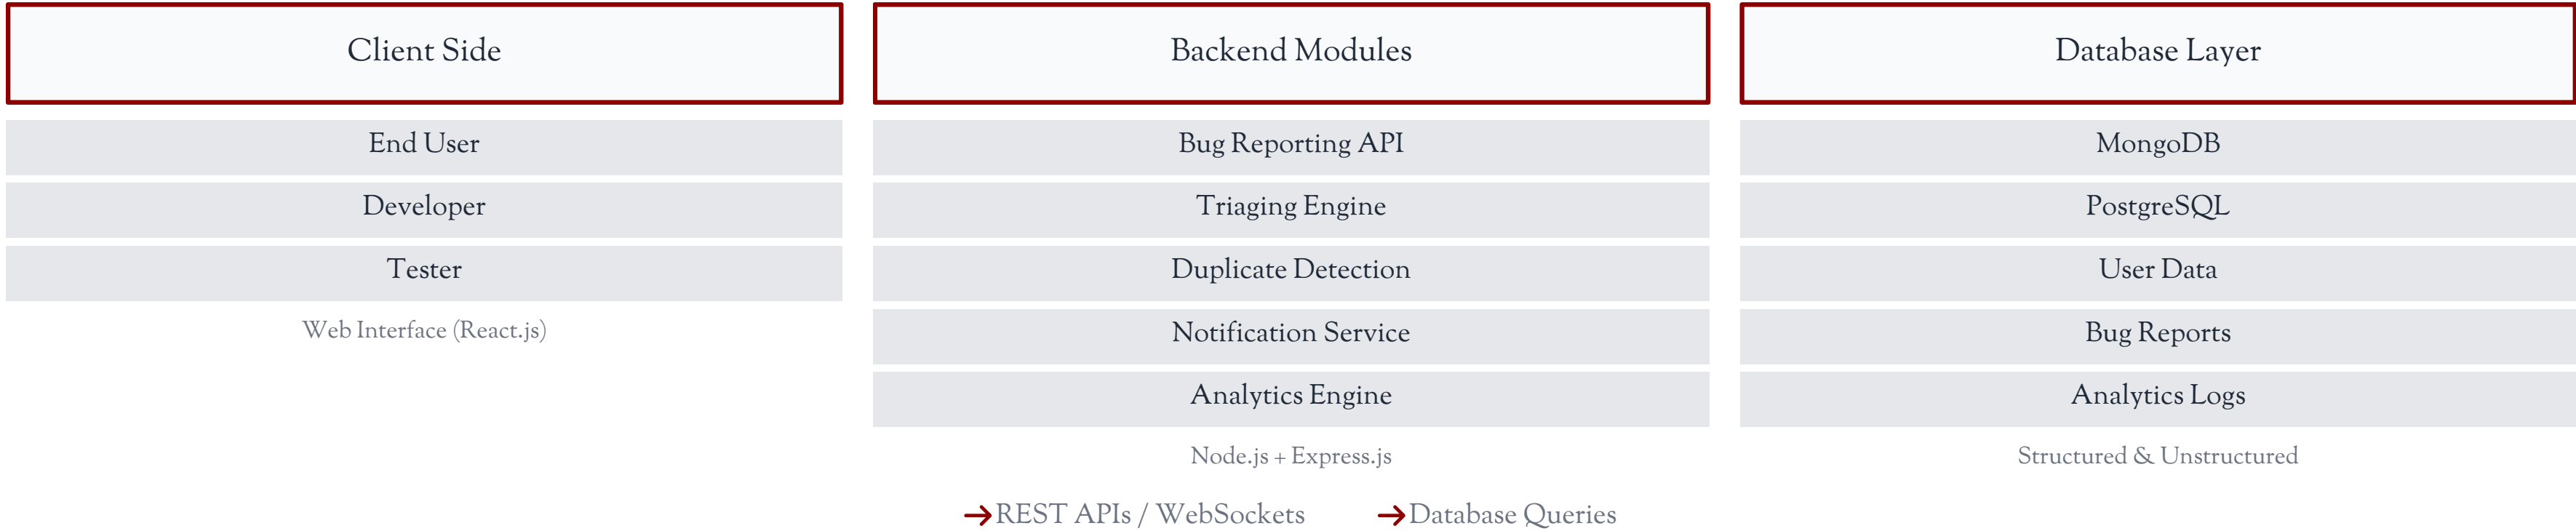 Client Side
End User
Developer
Tester
Web Interface (React.js)
Backend Modules
Bug Reporting API
Triaging Engine
Duplicate Detection
Notification Service
Analytics Engine
Node.js + Express.js
Database Layer
MongoDB
PostgreSQL
User Data
Bug Reports
Analytics Logs
Structured & Unstructured
→ REST APIs / WebSockets
→ Database Queries